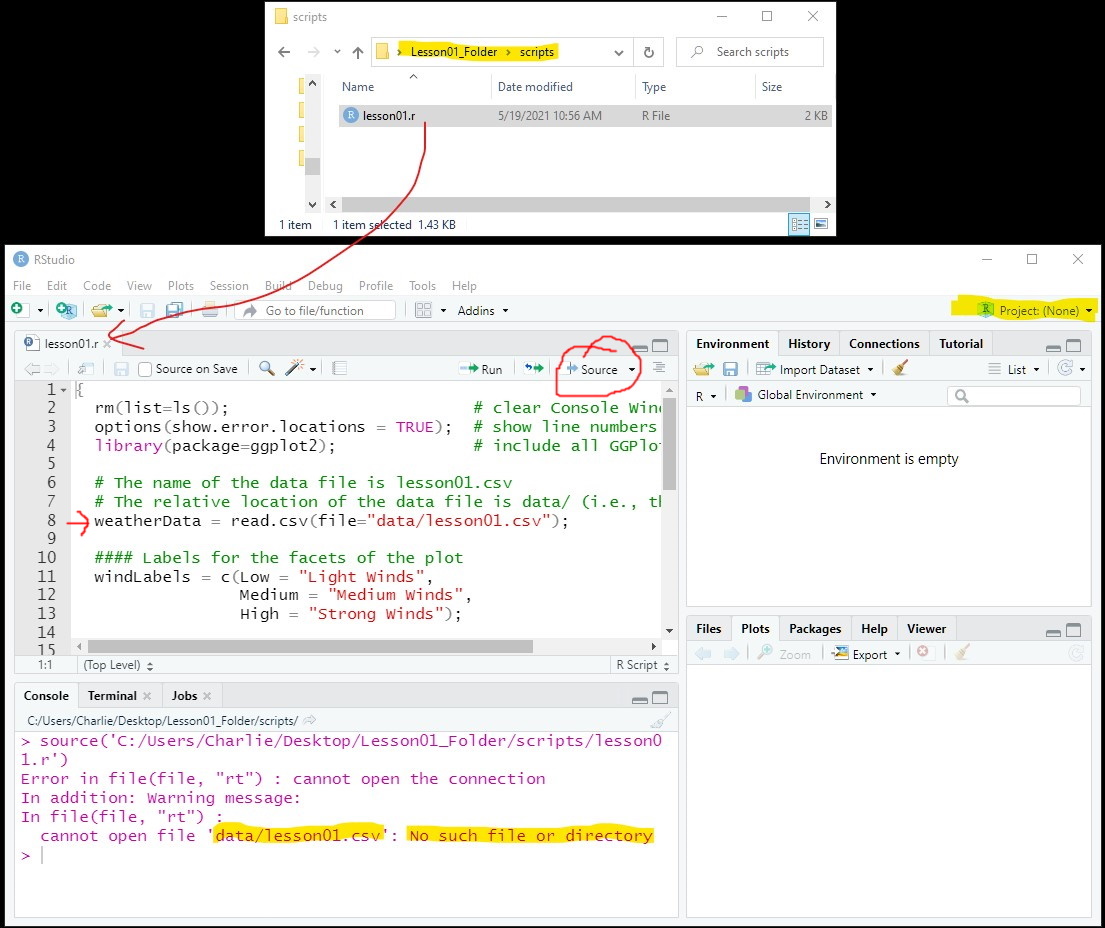 scripts
Lesson01_Folder › scripts
Search scripts
Name Date modified Type Size
lesson01.r 5/19/2021 10:56 AM R File 2 KB
1 item 1 item selected 1.43 KB
RStudio
File Edit Code View Plots Session Build Debug Profile Tools Help
Go to file/function Addins Project: (None)
lesson01.r
Source on Save Run Source
1 {
2 rm(list=ls()); # clear Console Win
3 options(show.error.locations = TRUE); # show line numbers
4 library(package=ggplot2); # include all GGPlo
5
6 # The name of the data file is lesson01.csv
7 # The relative location of the data file is data/ (i.e., th
8 weatherData = read.csv(file="data/lesson01.csv");
9
10 #### Labels for the facets of the plot
11 windLabels = c(Low = "Light Winds",
12 Medium = "Medium Winds",
13 High = "Strong Winds");
14
15
1:1 (Top Level) R Script
Console Terminal Jobs
C:/Users/Charlie/Desktop/Lesson01_Folder/scripts/
> source('C:/Users/Charlie/Desktop/Lesson01_Folder/scripts/lesson0
1.r')
Error in file(file, "rt") : cannot open the connection
In addition: Warning message:
In file(file, "rt") :
cannot open file 'data/lesson01.csv': No such file or directory
>
Environment History Connections Tutorial
Import Dataset List
R Global Environment
Environment is empty
Files Plots Packages Help Viewer
Zoom Export